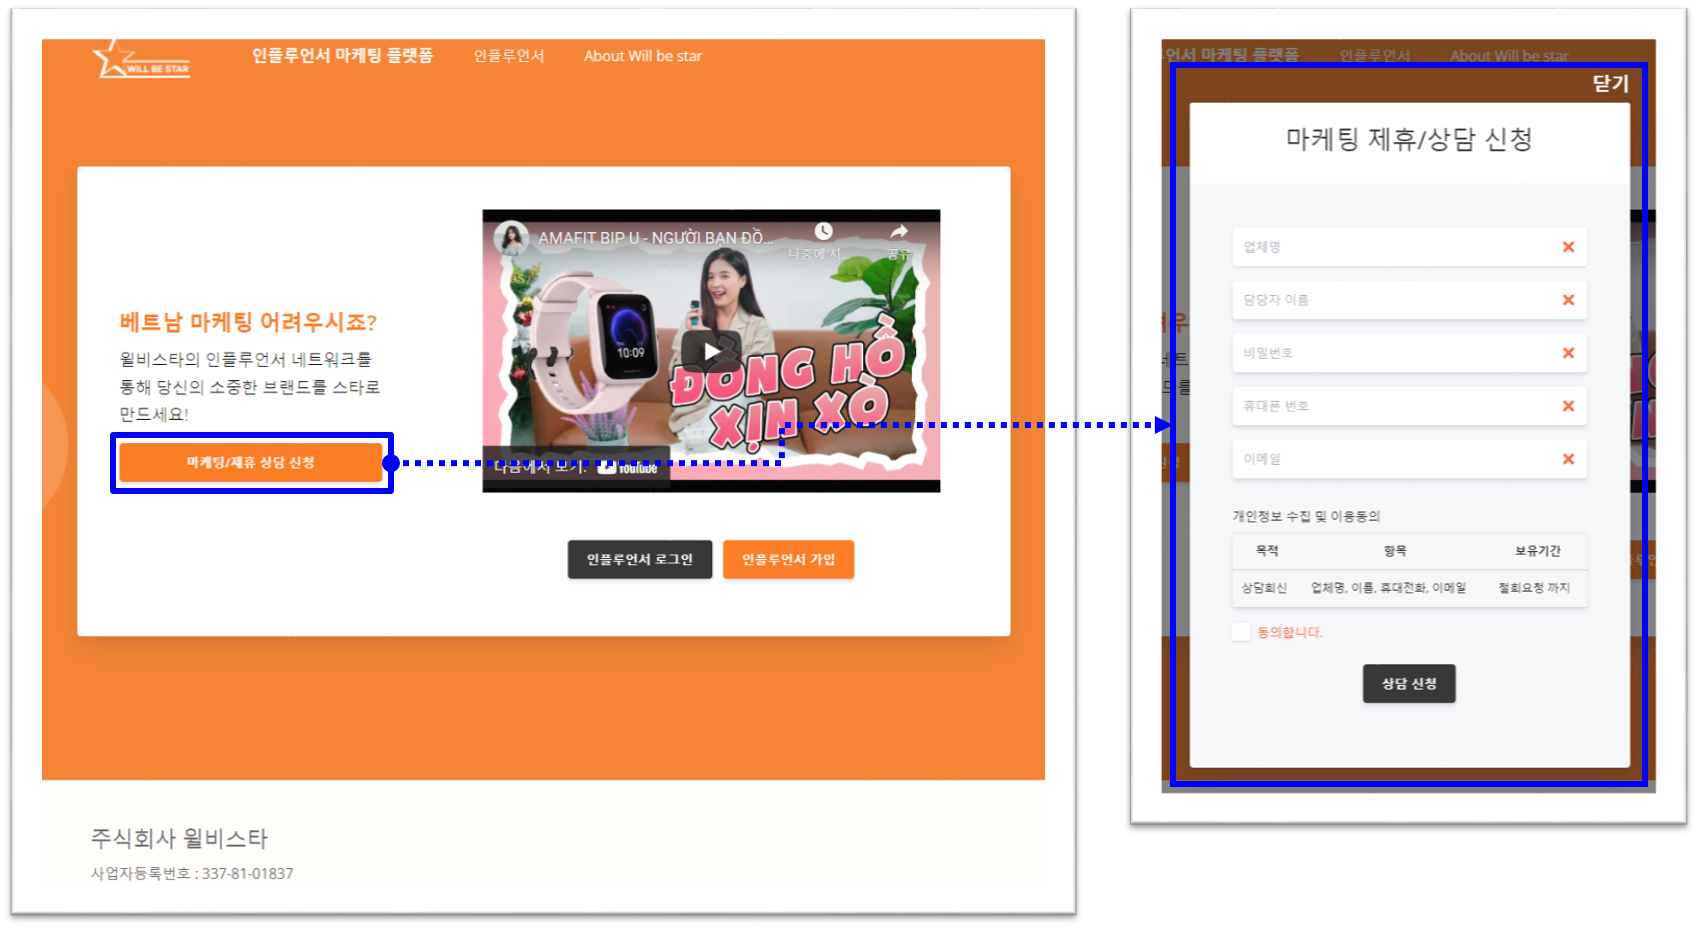 WILL BE STAR
인플루언서 마케팅 플랫폼
인플루언서
About Will be star
AMAFIT BIP U - NGƯỜI BẠN ĐỒ...
나중에 시...
공유
10:09
ĐỒNG HỒ
XỊN XÒ
다음에서 보기:
YouTube
베트남 마케팅 어려우시죠?
윌비스타의 인플루언서 네트워크를
통해 당신의 소중한 브랜드를 스타로
만드세요!
마케팅/제휴 상담 신청
인플루언서 로그인
인플루언서 가입
주식회사 윌비스타
사업자등록번호 : 337-81-01837
언서 마케팅 플랫폼
인플루언서
About Will be star
닫기
마케팅 제휴/상담 신청
업체명
담당자 이름
비밀번호
휴대폰 번호
이메일
개인정보 수집 및 이용동의
목적 항목 보유기간
상담회신 업체명, 이름, 휴대전화, 이메일 철회요청 까지
동의합니다.
상담 신청